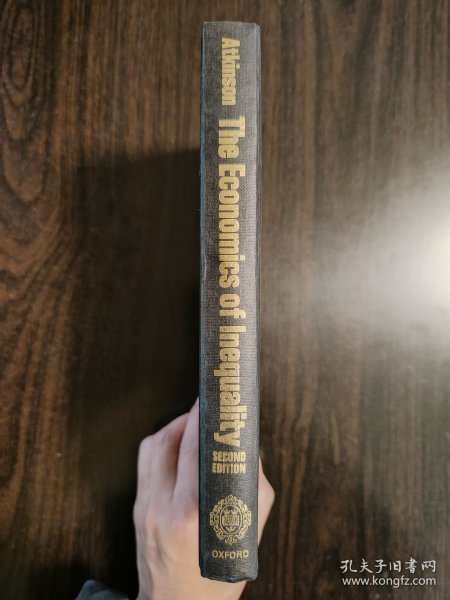 Atkinson
The Economics of Inequality
SECOND
EDITION
OXFORD
孔夫子旧书网
www.kongfz.com